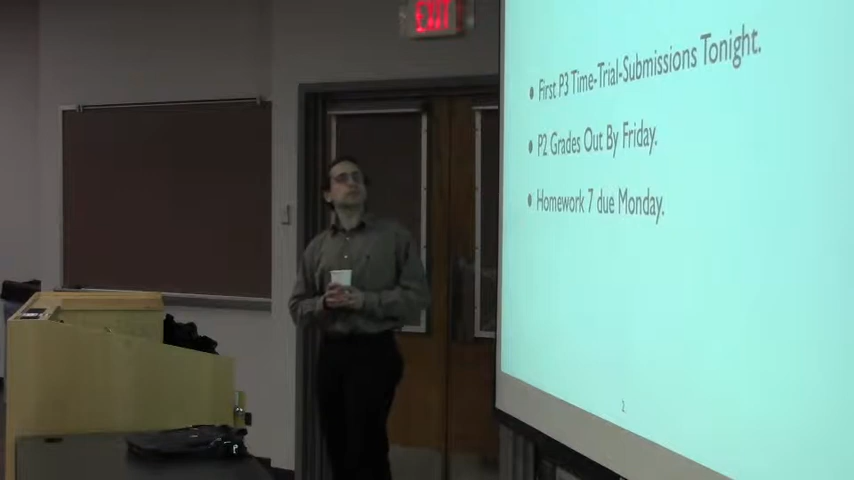 EXIT
• First P3 Time-Trial-Submissions Tonight.
• P2 Grades Out By Friday.
• Homework 7 due Monday.
2